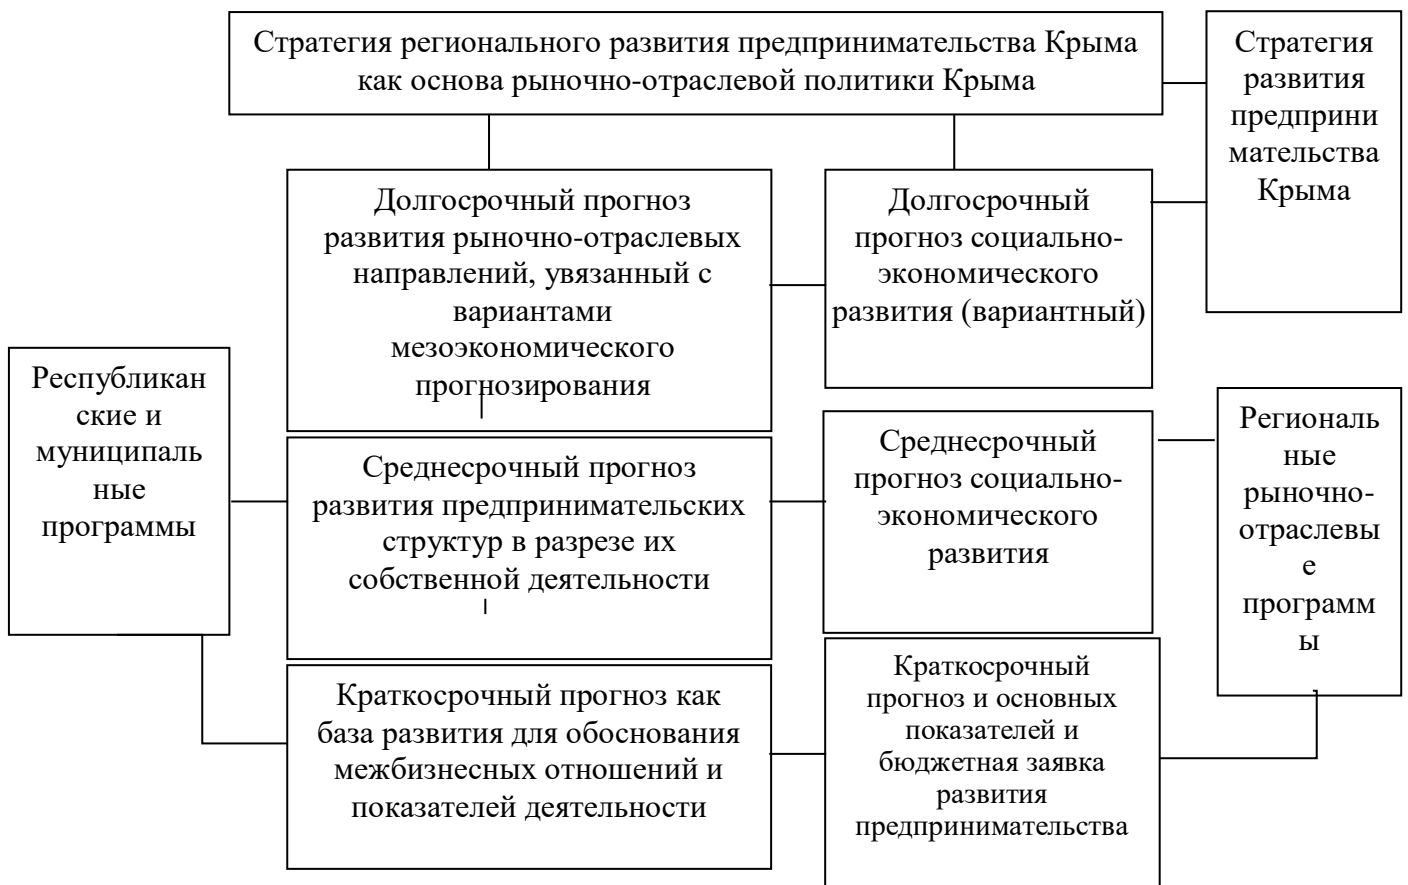 Стратегия регионального развития предпринимательства Крыма
как основа рыночно-отраслевой политики Крыма
Стратегия
развития
предприни
мательства
Крыма
Долгосрочный прогноз
развития рыночно-отраслевых
направлений, увязанный с
вариантами
мезоэкономического
прогнозирования
Долгосрочный
прогноз социально-
экономического
развития (вариантный)
Республикан
ские и
муниципаль
ные
программы
Среднесрочный прогноз
развития предпринимательских
структур в разрезе их
собственной деятельности
Среднесрочный
прогноз социально-
экономического
развития
Региональ
ные
рыночно-
отраслевы
е
программ
ы
Краткосрочный прогноз как
база развития для обоснования
межбизнесных отношений и
показателей деятельности
Краткосрочный
прогноз и основных
показателей и
бюджетная заявка
развития
предпринимательства